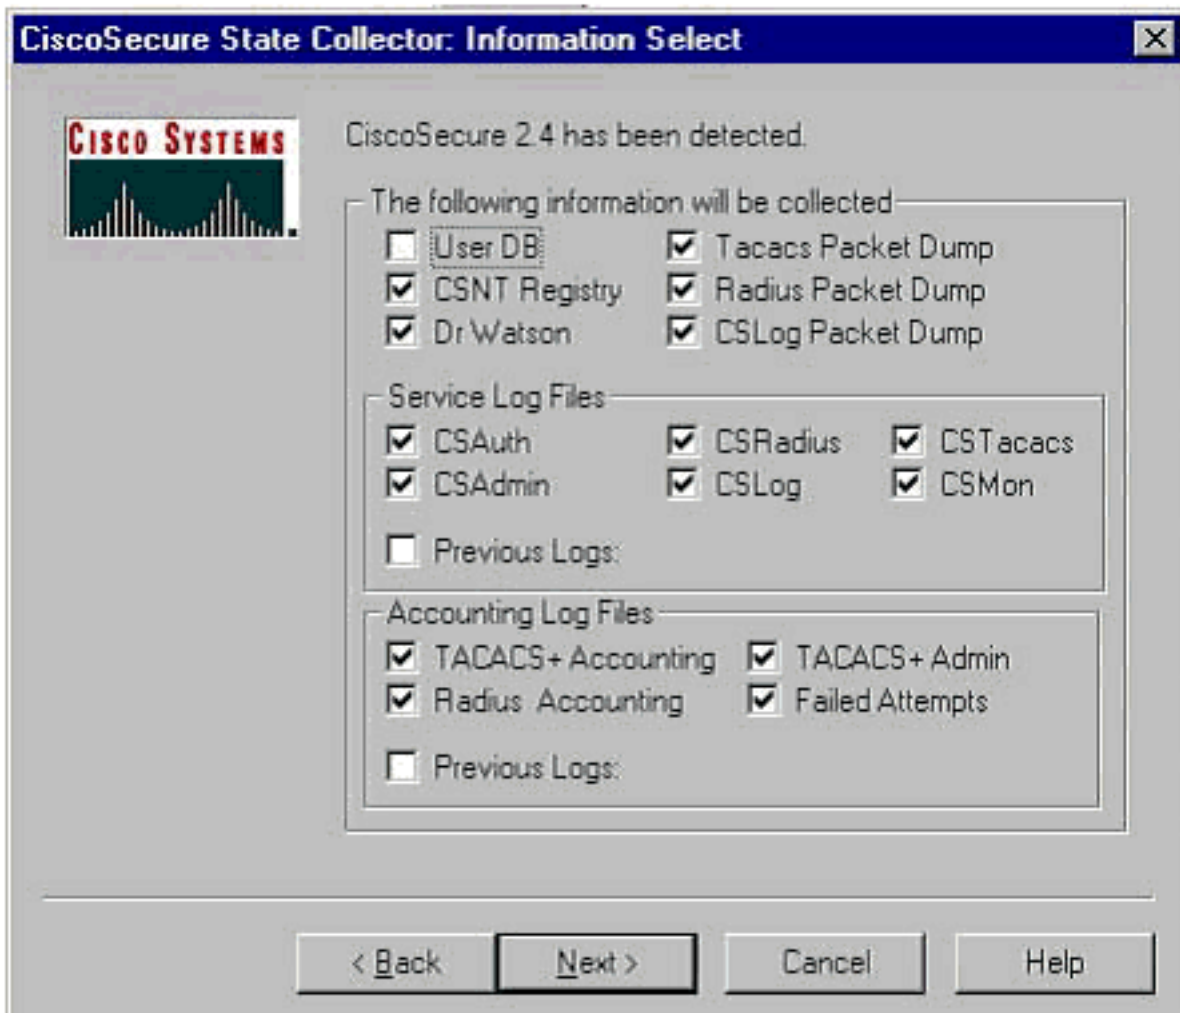 CiscoSecure State Collector: Information Select
CISCO SYSTEMS
CiscoSecure 2.4 has been detected.
The following information will be collected
User DB Tacacs Packet Dump
CSNT Registry Radius Packet Dump
Dr Watson CSLog Packet Dump
Service Log Files
CSAuth CSRadius CSTacacs
CSAdmin CSLog CSMon
Previous Logs:
Accounting Log Files
TACACS+ Accounting TACACS+ Admin
Radius Accounting Failed Attempts
Previous Logs:
< Back Next > Cancel Help